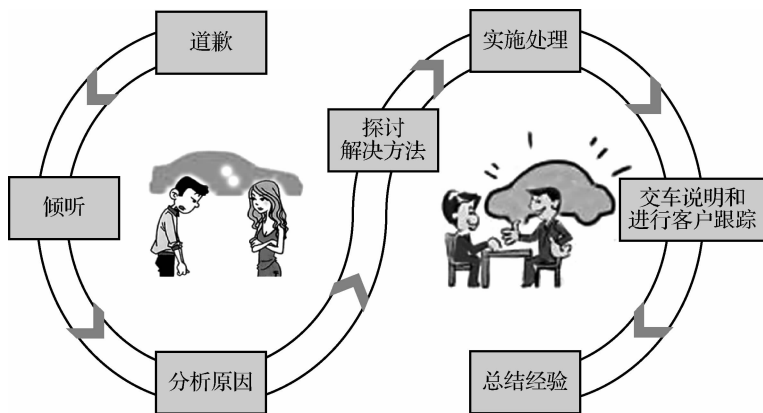 道歉
倾听
分析原因
探讨
解决方法
实施处理
交车说明和
进行客户跟踪
总结经验